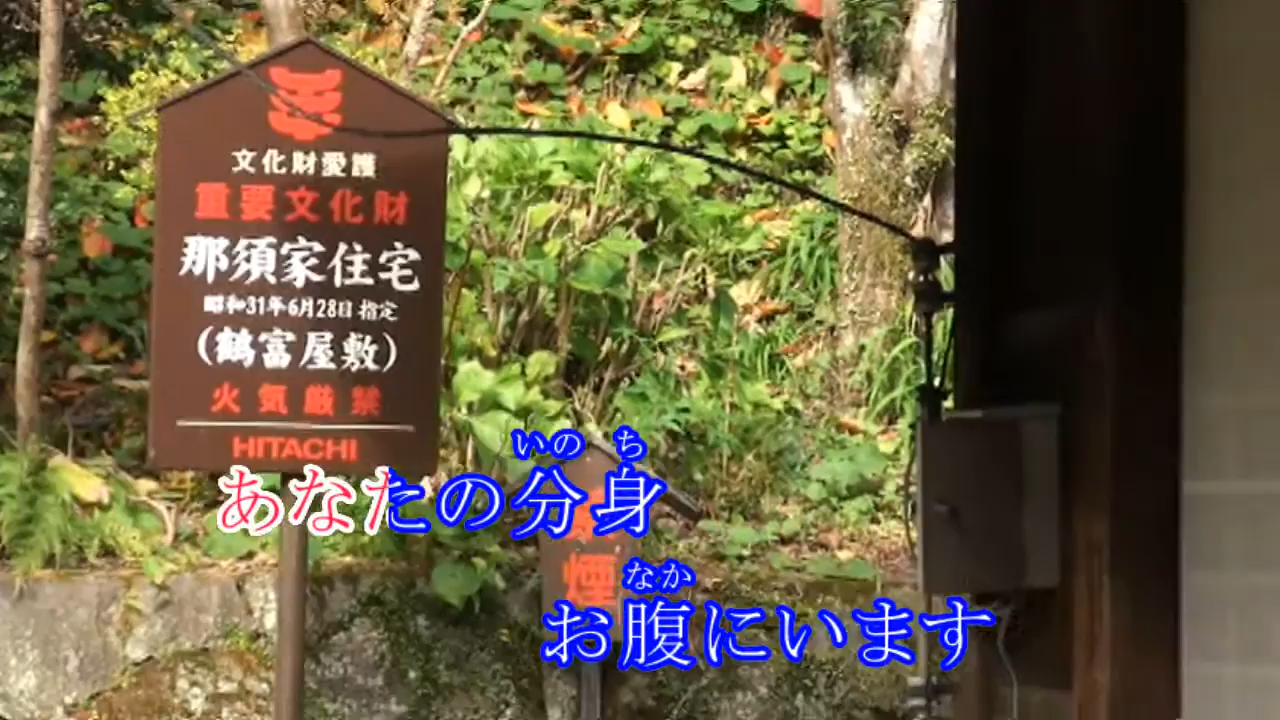 文化財愛護
重要文化財
那須家住宅
昭和31年6月28日 指定
(鶴富屋敷)
火気厳禁
HITACHI
いのち
あなたの分身
煙
なか
お腹にいます